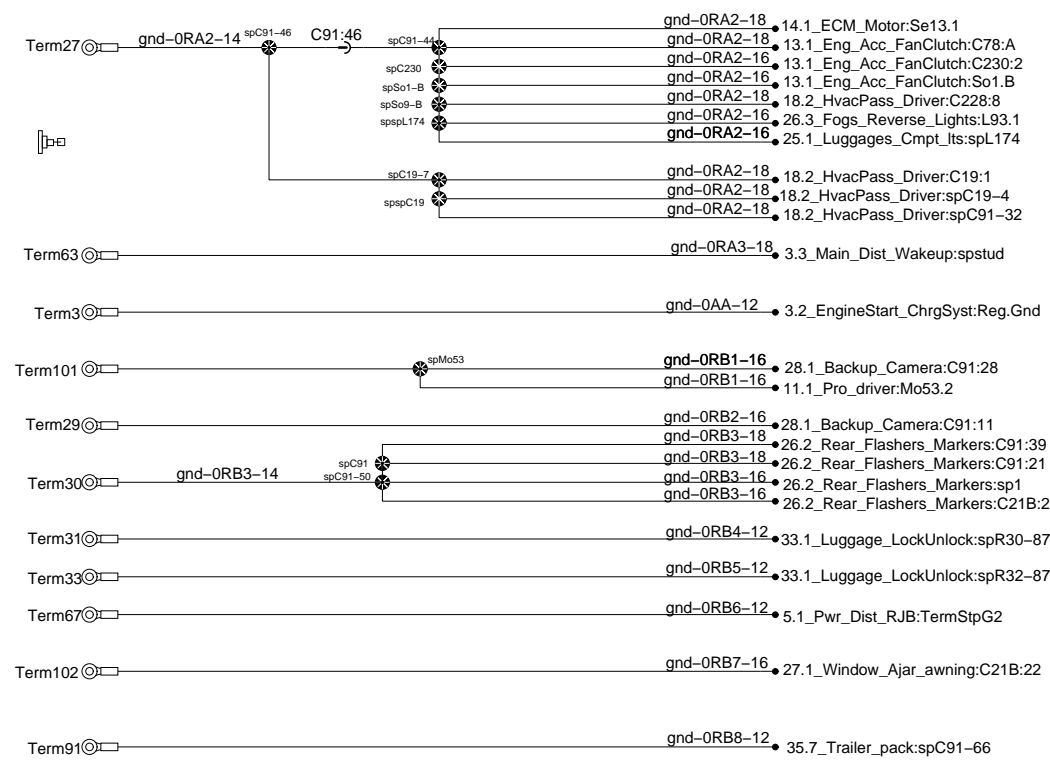 gnd-0RA2-18 14.1_ECM_Motor:Se13.1
Term27 gnd-0RA2-14 spC91-46 C91:46 spC91-44 gnd-0RA2-18 13.1_Eng_Acc_FanClutch:C78:A
spC230 gnd-0RA2-16 13.1_Eng_Acc_FanClutch:C230:2
spSo1-B gnd-0RA2-16 13.1_Eng_Acc_FanClutch:So1.B
spSo9-B gnd-0RA2-18 18.2_HvacPass_Driver:C228:8
spspL174 gnd-0RA2-16 26.3_Fogs_Reverse_Lights:L93.1
gnd-0RA2-16 25.1_Luggages_Cmpt_lts:spL174
spC19-7 gnd-0RA2-18 18.2_HvacPass_Driver:C19:1
spspC19 gnd-0RA2-18 18.2_HvacPass_Driver:spC19-4
gnd-0RA2-18 18.2_HvacPass_Driver:spC91-32
Term63 gnd-0RA3-18 3.3_Main_Dist_Wakeup:spstud
Term3 gnd-0AA-12 3.2_EngineStart_ChrgSyst:Reg.Gnd
Term101 spMo53 gnd-0RB1-16 28.1_Backup_Camera:C91:28
gnd-0RB1-16 11.1_Pro_driver:Mo53.2
Term29 gnd-0RB2-16 28.1_Backup_Camera:C91:11
gnd-0RB3-18 26.2_Rear_Flashers_Markers:C91:39
spC91 gnd-0RB3-18 26.2_Rear_Flashers_Markers:C91:21
Term30 gnd-0RB3-14 spC91-50 gnd-0RB3-16 26.2_Rear_Flashers_Markers:sp1
gnd-0RB3-16 26.2_Rear_Flashers_Markers:C21B:2
Term31 gnd-0RB4-12 33.1_Luggage_LockUnlock:spR30-87
Term33 gnd-0RB5-12 33.1_Luggage_LockUnlock:spR32-87
Term67 gnd-0RB6-12 5.1_Pwr_Dist_RJB:TermStpG2
Term102 gnd-0RB7-16 27.1_Window_Ajar_awning:C21B:22
Term91 gnd-0RB8-12 35.7_Trailer_pack:spC91-66